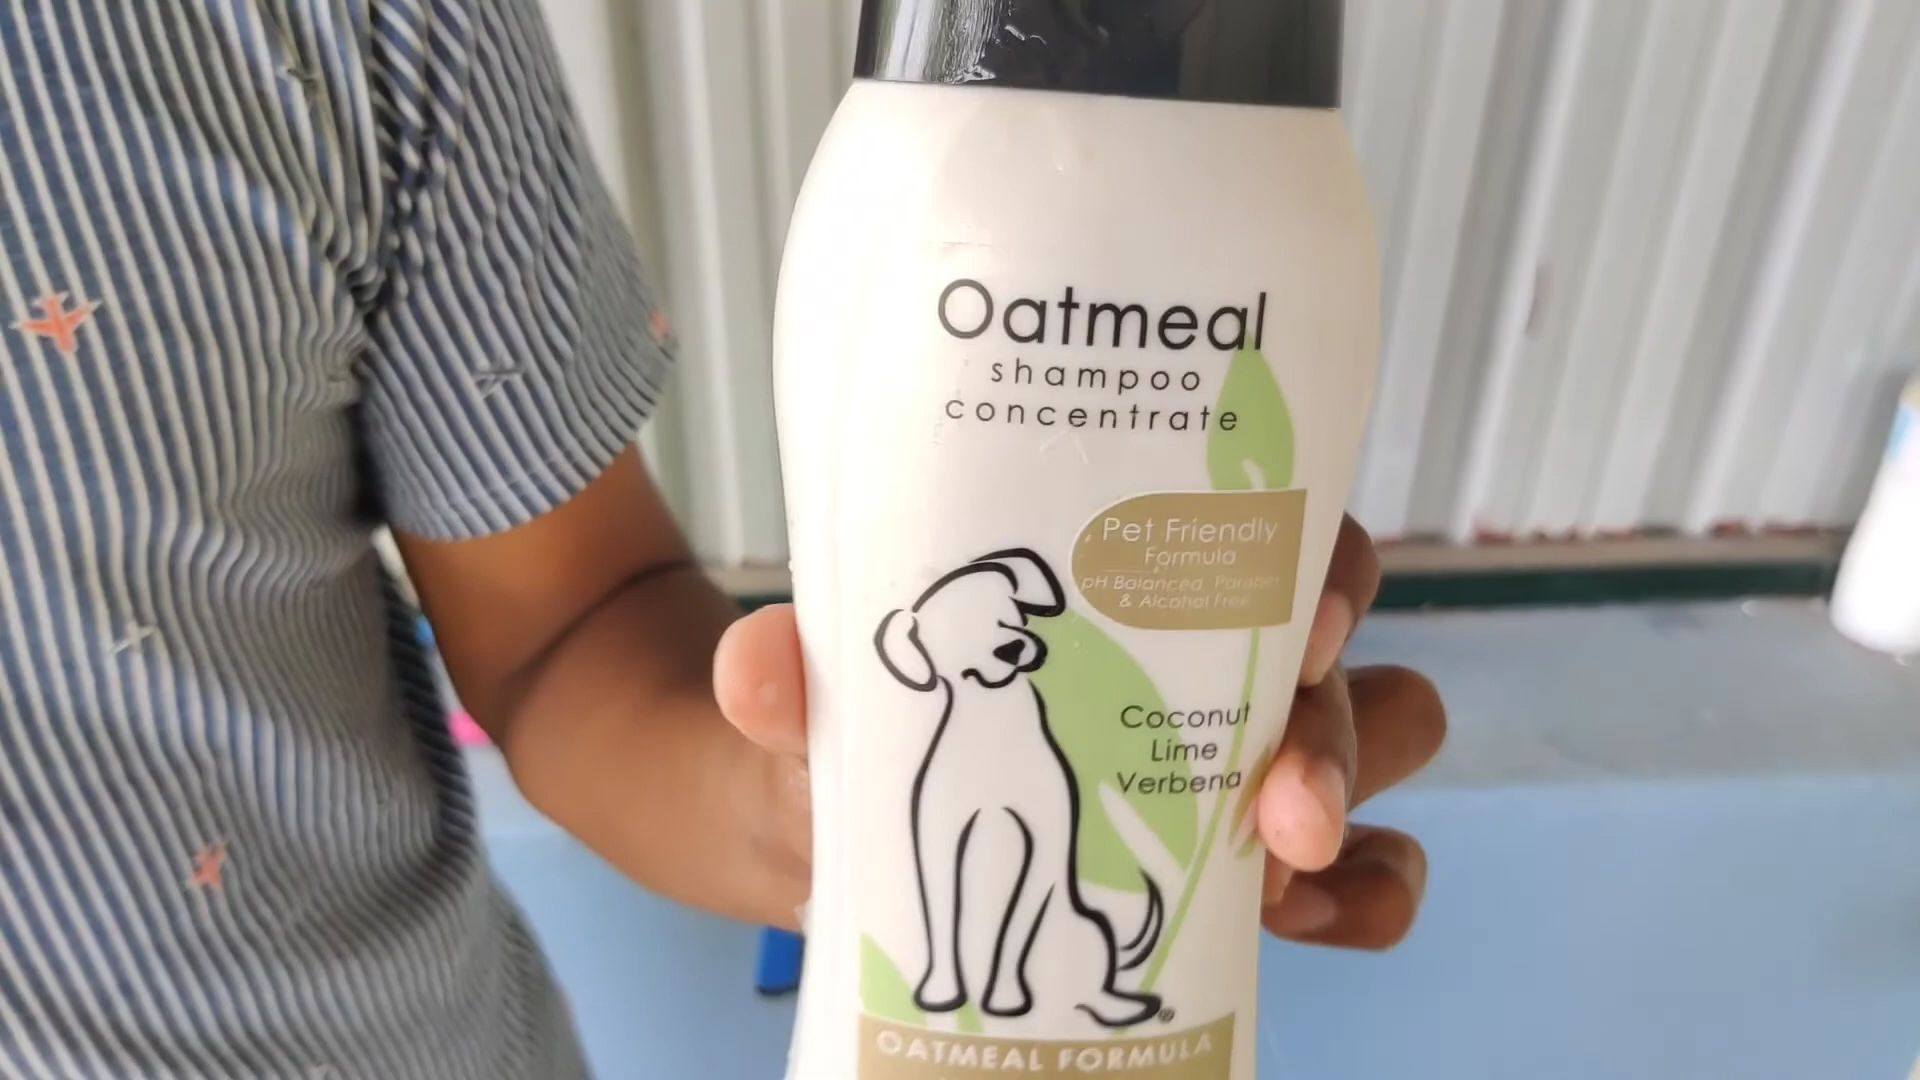 Oatmeal
shampoo
concentrate
Pet Friendly
Formula
pH Balanced, Paraben
& Alcohol Free
Coconut
Lime
Verbena
®
OATMEAL FORMULA